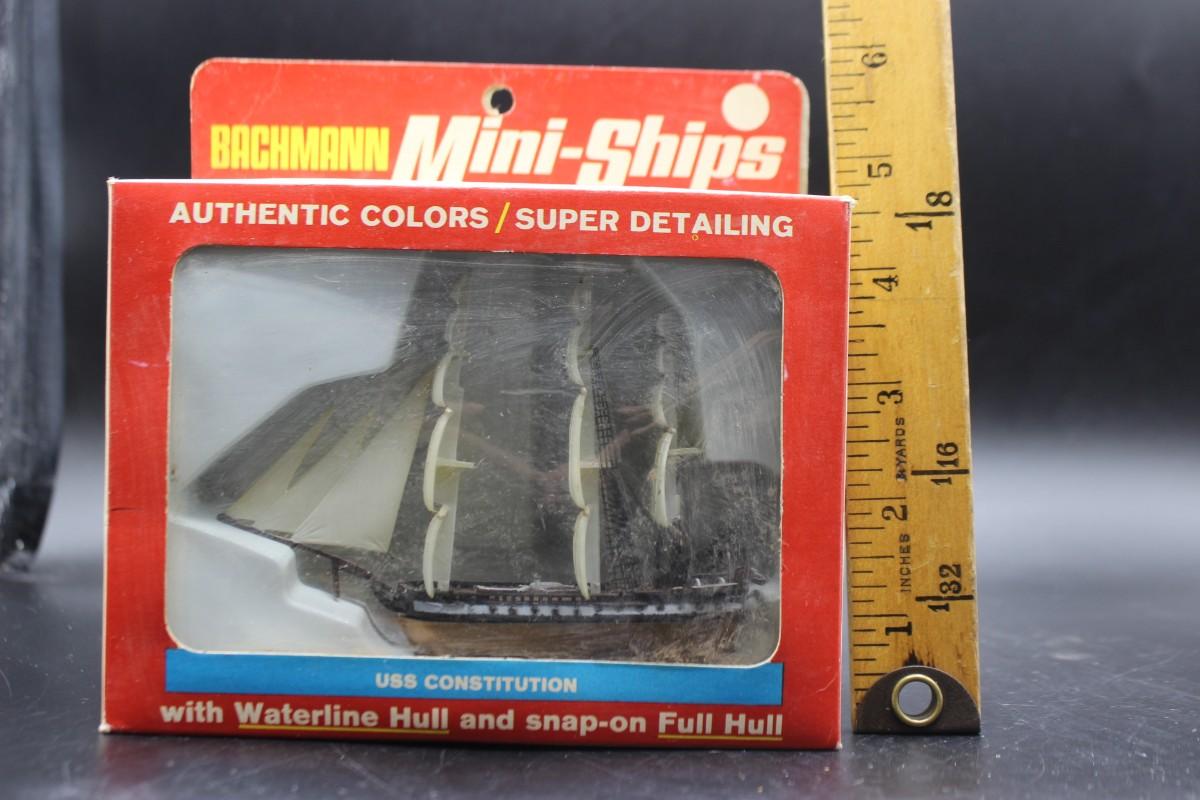 BACHMANN Mini-Ships
AUTHENTIC COLORS / SUPER DETAILING
USS CONSTITUTION
with Waterline Hull and snap-on Full Hull
6
5
1/8
4
3
YARDS
1/16
2
INCHES
1/32
1